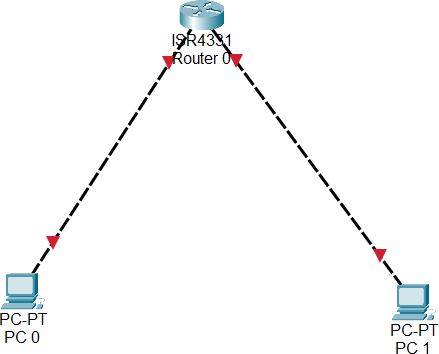 ISR4331
Router 0
PC-PT
PC 0
PC-PT
PC 1